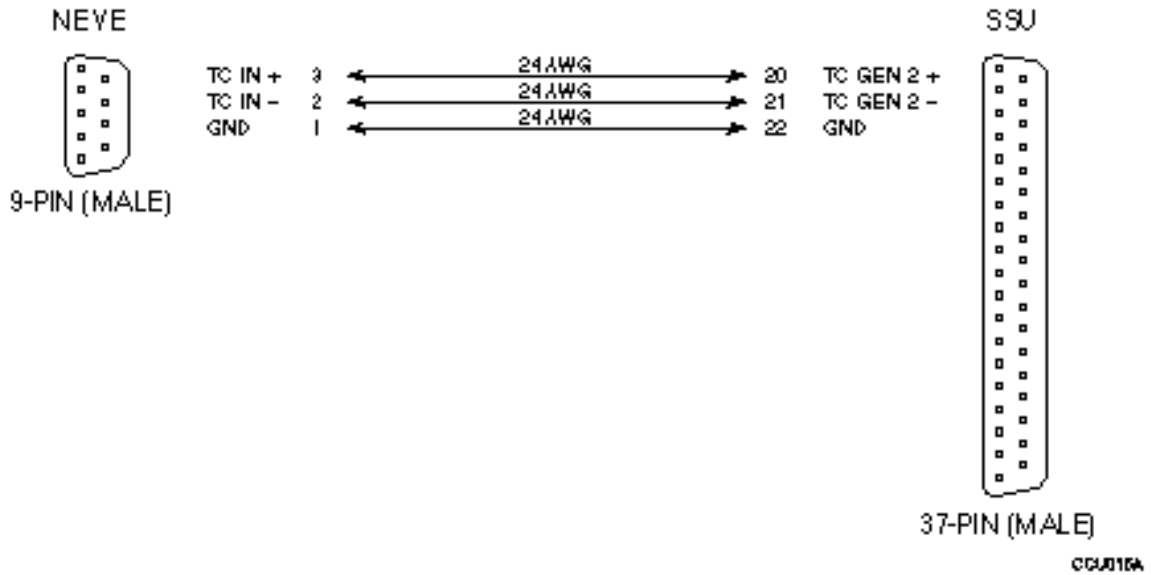 NEVE
SSU
TC IN + 3 24 AWG 20 TC GEN 2 +
TC IN - 2 24 AWG 21 TC GEN 2 -
GND 1 24 AWG 22 GND
9-PIN (MALE)
37-PIN (MALE)
CCU015A